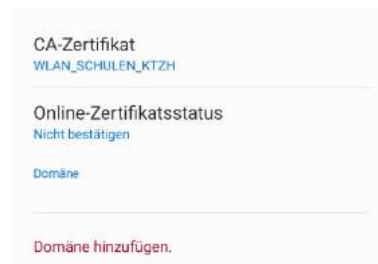 CA-Zertifikat
WLAN_SCHULEN_KTZH
Online-Zertifikatsstatus
Nicht bestätigen
Domäne
Domäne hinzufügen.